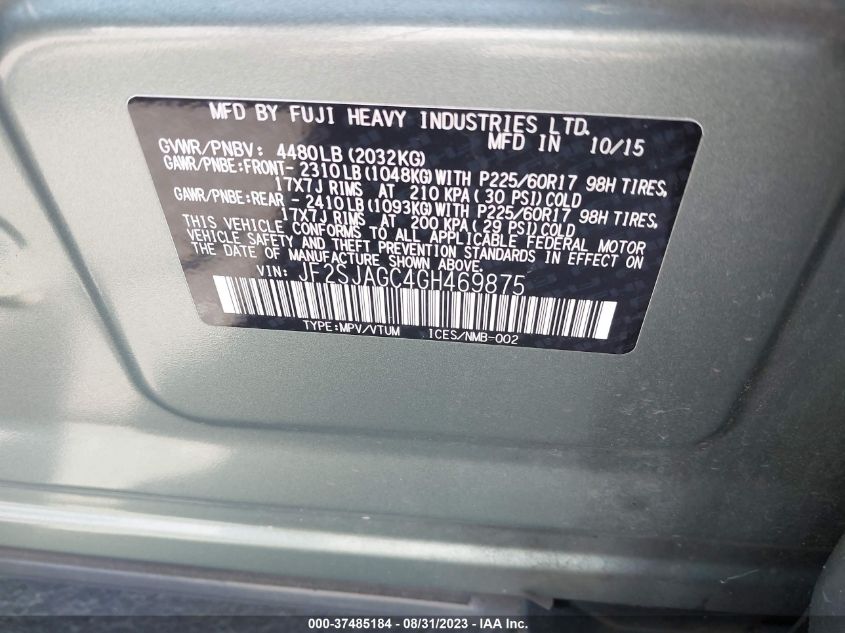 MFD BY FUJI HEAVY INDUSTRIES LTD.
MFD IN 10/15
GVWR/PNBV: 4480LB (2032KG)
GAWR/PNBE:FRONT- 2310LB (1048KG)WITH P225/60R17 98H TIRES,
17X7J RIMS AT 210 KPA ( 30 PSI)COLD
GAWR/PNBE:REAR - 2410LB (1093KG)WITH P225/60R17 98H TIRES,
17X7J RIMS AT 200 KPA ( 29 PSI)COLD
THIS VEHICLE CONFORMS TO ALL APPLICABLE FEDERAL MOTOR
VEHICLE SAFETY AND THEFT PREVENTION STANDARDS IN EFFECT ON
THE DATE OF MANUFACTURE SHOWN ABOVE.
VIN: JF2SJAGC4GH469875
TYPE:MPV/VTUM ICES/NMB-002
000-37485184 - 08/31/2023 - IAA Inc.